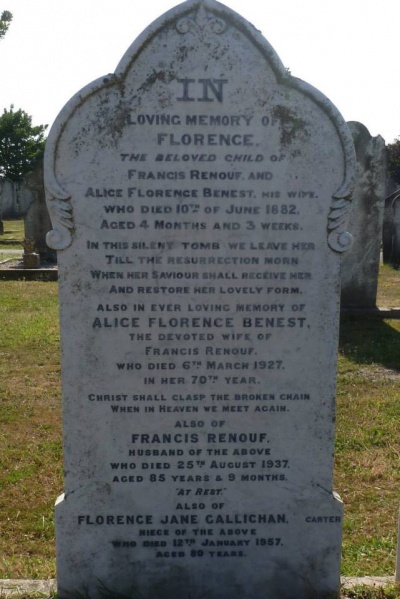 IN
LOVING MEMORY OF
FLORENCE.
THE BELOVED CHILD OF
FRANCIS RENOUF. AND
ALICE FLORENCE BENEST, HIS WIFE.
WHO DIED 10TH OF JUNE 1882.
AGED 4 MONTHS AND 3 WEEKS.
IN THIS SILENT TOMB WE LEAVE HER
TILL THE RESURRECTION MORN
WHEN HER SAVIOUR SHALL RECEIVE HER
AND RESTORE HER LOVELY FORM.
ALSO IN EVER LOVING MEMORY OF
ALICE FLORENCE BENEST,
THE DEVOTED WIFE OF
FRANCIS RENOUF.
WHO DIED 6TH MARCH 1927.
IN HER 70TH YEAR.
CHRIST SHALL CLASP THE BROKEN CHAIN
WHEN IN HEAVEN WE MEET AGAIN.
ALSO OF
FRANCIS RENOUF.
HUSBAND OF THE ABOVE
WHO DIED 25TH AUGUST 1937.
AGED 85 YEARS & 9 MONTHS.
"AT REST."
ALSO OF
FLORENCE JANE GALLICHAN. CARTER
NIECE OF THE ABOVE
WHO DIED 12TH JANUARY 1957.
AGED 80 YEARS.